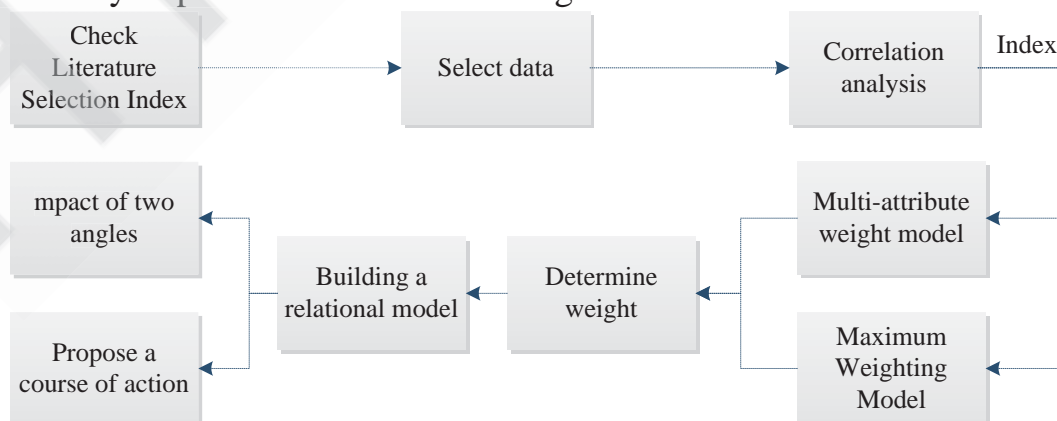 Check
Literature
Selection Index
Select data
Correlation
analysis
Index
mpact of two
angles
Multi-attribute
weight model
Building a
relational model
Determine
weight
Propose a
course of action
Maximum
Weighting
Model